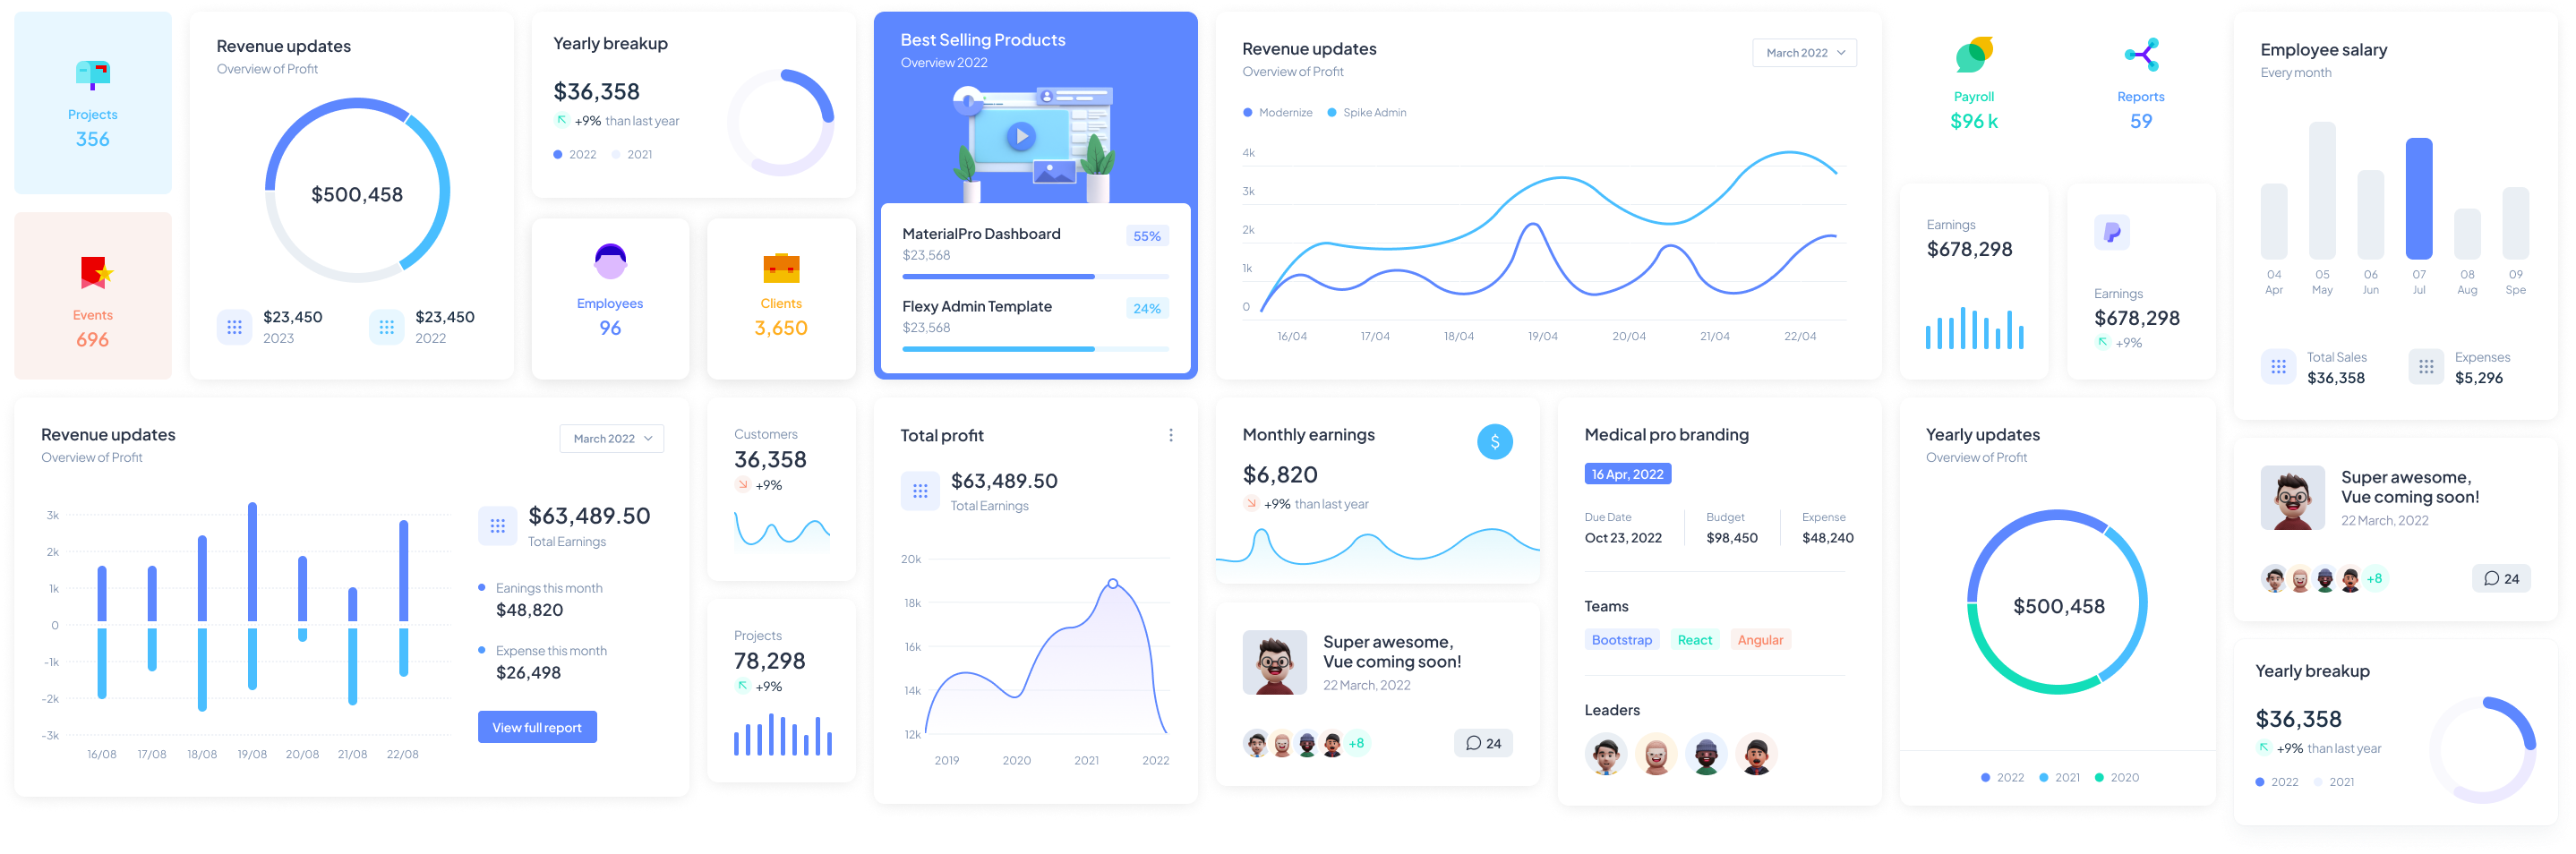 Projects
356
Events
696
Revenue updates
Overview of Profit
$500,458
$23,450
2023
$23,450
2022
Yearly breakup
$36,358
+9% than last year
2022
2021
Employees
96
Clients
3,650
Best Selling Products
Overview 2022
MaterialPro Dashboard
55%
$23,568
Flexy Admin Template
24%
$23,568
Revenue updates
Overview of Profit
March 2022
Modernize
Spike Admin
4k
3k
2k
1k
0
16/04
17/04
18/04
19/04
20/04
21/04
22/04
Payroll
$96 k
Reports
59
Earnings
$678,298
Earnings
$678,298
+9%
Employee salary
Every month
04
Apr
05
May
06
Jun
07
Jul
08
Aug
09
Spe
Total Sales
$36,358
Expenses
$5,296
Revenue updates
Overview of Profit
March 2022
3k
2k
1k
0
-1k
-2k
-3k
16/08
17/08
18/08
19/08
20/08
21/08
22/08
$63,489.50
Total Earnings
Eanings this month
$48,820
Expense this month
$26,498
View full report
Customers
36,358
+9%
Projects
78,298
+9%
Total profit
$63,489.50
Total Earnings
20k
18k
16k
14k
12k
2019
2020
2021
2022
Monthly earnings
$
$6,820
+9% than last year
Super awesome,
Vue coming soon!
22 March, 2022
+8
24
Medical pro branding
16 Apr, 2022
Due Date
Oct 23, 2022
Budget
$98,450
Expense
$48,240
Teams
Bootstrap
React
Angular
Leaders
Yearly updates
Overview of Profit
$500,458
2022
2021
2020
Super awesome,
Vue coming soon!
22 March, 2022
+8
24
Yearly breakup
$36,358
+9% than last year
2022
2021